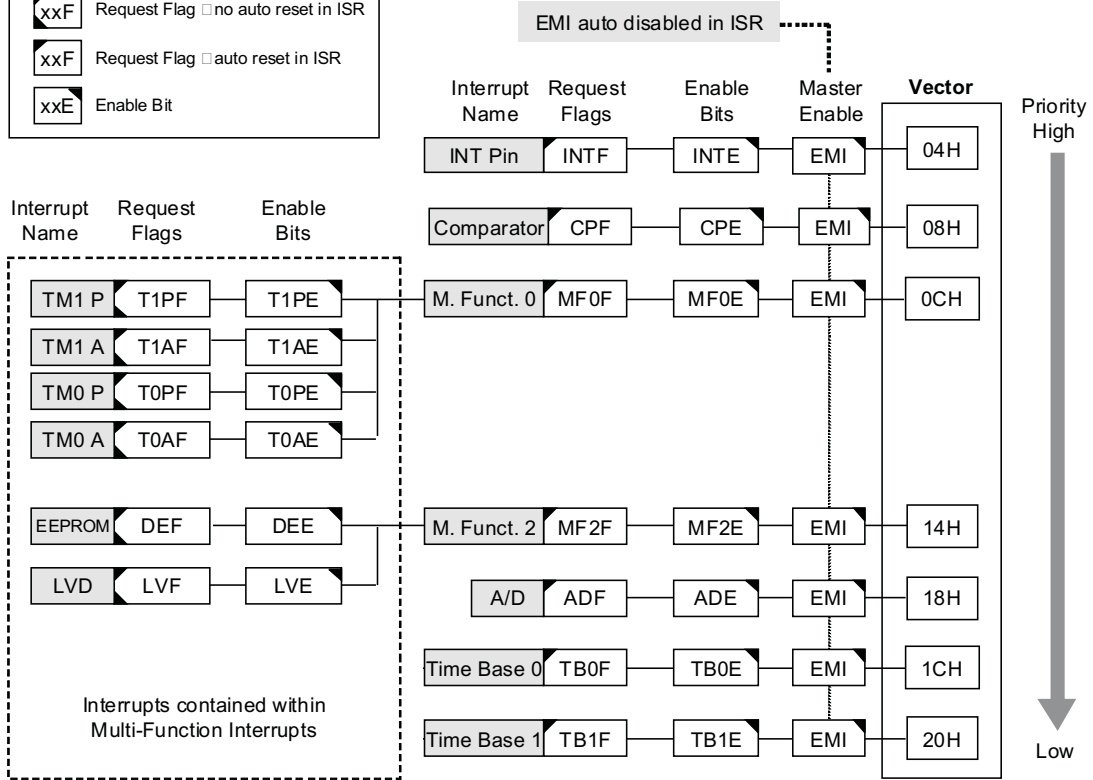 xxF Request Flag □no auto reset in ISR
xxF Request Flag □auto reset in ISR
xxE Enable Bit
EMI auto disabled in ISR
Interrupt Name
Request Flags
Enable Bits
Master Enable
Vector
Priority High
INT Pin INTF INTE EMI 04H
Interrupt Name
Request Flags
Enable Bits
Comparator CPF CPE EMI 08H
TM1 P T1PF T1PE M. Funct. 0 MF0F MF0E EMI 0CH
TM1 A T1AF T1AE
TM0 P T0PF T0PE
TM0 A T0AF T0AE
EEPROM DEF DEE M. Funct. 2 MF2F MF2E EMI 14H
LVD LVF LVE A/D ADF ADE EMI 18H
Time Base 0 TB0F TB0E EMI 1CH
Interrupts contained within
Multi-Function Interrupts
Time Base 1 TB1F TB1E EMI 20H
Low